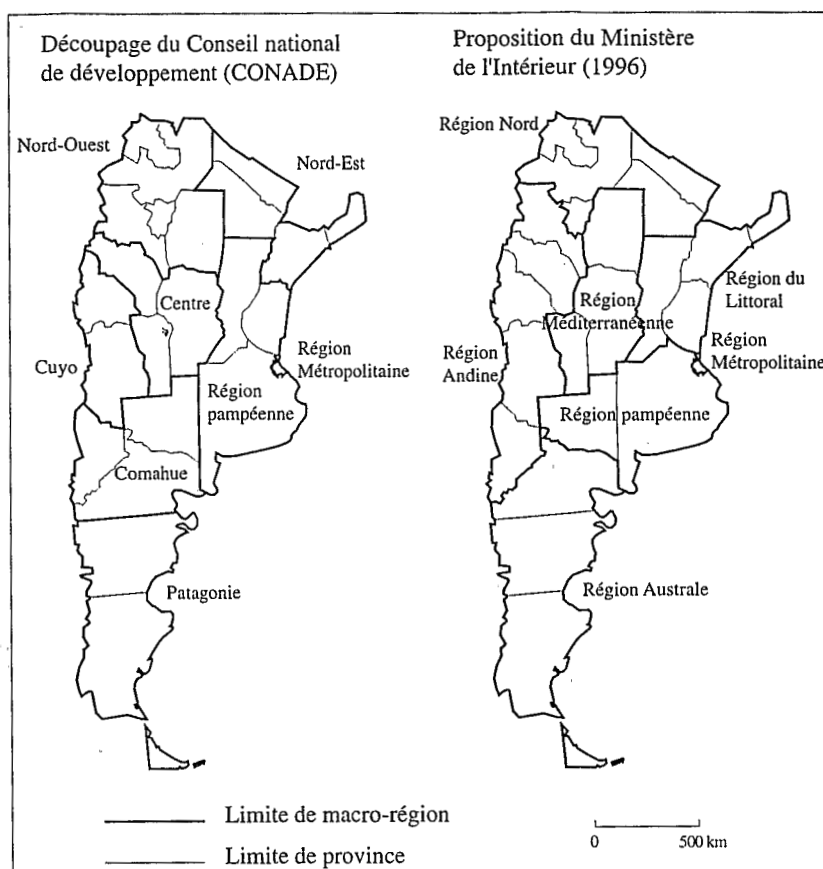 Découpage du Conseil national
de développement (CONADE)
Nord-Ouest
Nord-Est
Centre
Cuyo
Région
Métropolitaine
Région
pampéenne
Comahue
Patagonie
Proposition du Ministère
de l'Intérieur (1996)
Région Nord
Région du
Littoral
Région
Méditerranéenne
Région
Métropolitaine
Région
Andine
Région pampéenne
Région Australe
Limite de macro-région
Limite de province
0 500 km